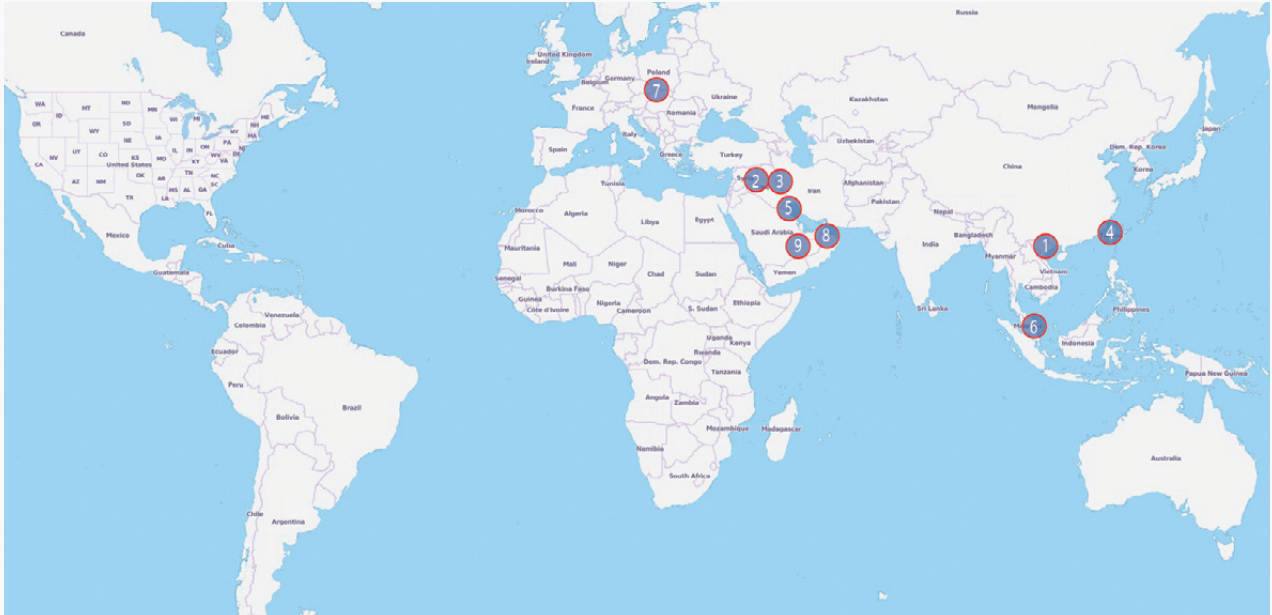 Russia
Canada
United Kingdom
Ireland
Poland
Belgium
Germany
7
Ukraine
Kazakhstan
Mongolia
WA
MT
ND
MN
ME
OR
ID
SD
WI
MI
NH
MA
WY
IA
NY
France
Romania
Italy
Uzbekistan
Japan
NV
UT
CO
NE
IL
IN
OH
PA
CA
KS
MO
KY
WV
VA
DE
United States
Spain
Greece
Turkey
Dem. Rep. Korea
Korea
China
AZ
NM
OK
AR
TN
NC
SC
MS
AL
GA
TX
LA
FL
Tunisia
2
3
Iran
Afghanistan
Pakistan
Morocco
Algeria
Libya
Egypt
5
Nepal
Mexico
Cuba
Saudi Arabia
8
9
Bangladesh
India
Myanmar
1
4
Mauritania
Mali
Niger
Chad
Sudan
Yemen
Vietnam
Guatemala
Senegal
Burkina Faso
Cambodia
Guinea
Côte d'Ivoire
Nigeria
Cameroon
S. Sudan
Ethiopia
Sri Lanka
Philippines
Venezuela
Colombia
6
Ecuador
Uganda
Kenya
Rwanda
Indonesia
Dem. Rep. Congo
Tanzania
Papua New Guinea
Peru
Brazil
Angola
Zambia
Bolivia
Mozambique
Madagascar
Namibia
Australia
South Africa
Chile
Argentina